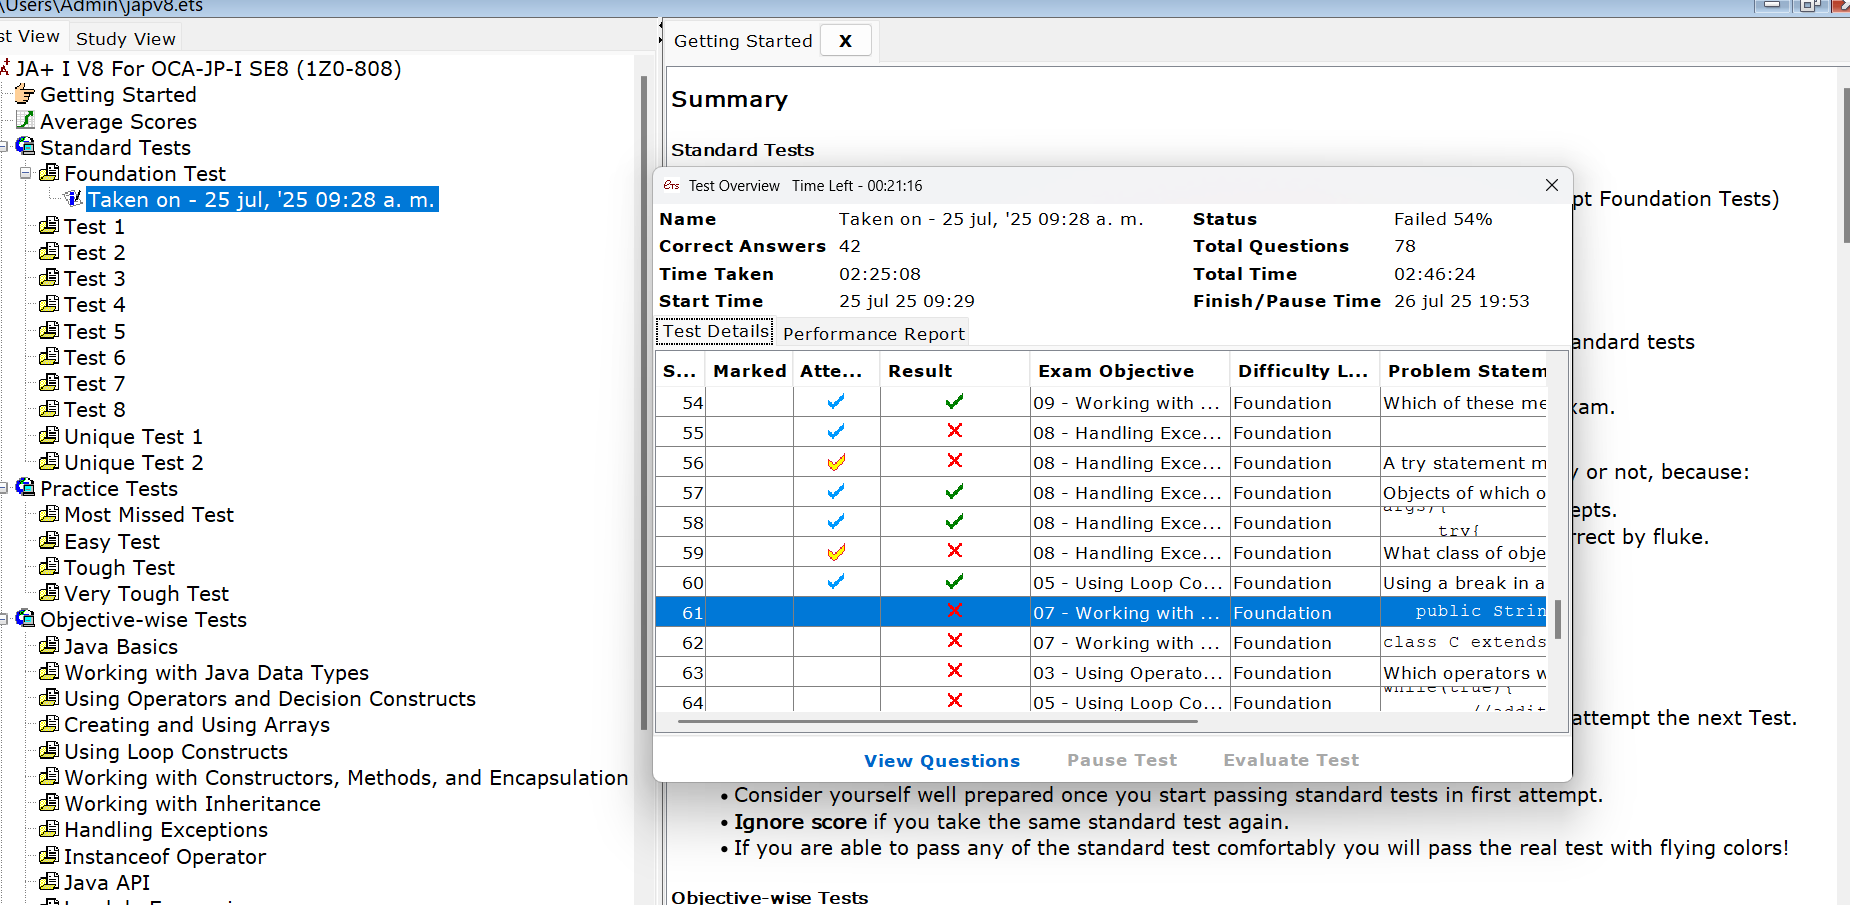 \Users\Admin\japv8.ets
st View
Study View
JA+ I V8 For OCA-JP-I SE8 (1Z0-808)
Getting Started
Average Scores
Standard Tests
Foundation Test
Taken on - 25 jul, '25 09:28 a. m.
Test 1
Test 2
Test 3
Test 4
Test 5
Test 6
Test 7
Test 8
Unique Test 1
Unique Test 2
Practice Tests
Most Missed Test
Easy Test
Tough Test
Very Tough Test
Objective-wise Tests
Java Basics
Working with Java Data Types
Using Operators and Decision Constructs
Creating and Using Arrays
Using Loop Constructs
Working with Constructors, Methods, and Encapsulation
Working with Inheritance
Handling Exceptions
Instanceof Operator
Java API
Getting Started X
Summary
Standard Tests
pt Foundation Tests)
andard tests
xam.
y or not, because:
epts.
rrect by fluke.
attempt the next Test.
• Consider yourself well prepared once you start passing standard tests in first attempt.
• Ignore score if you take the same standard test again.
• If you are able to pass any of the standard test comfortably you will pass the real test with flying colors!
Objective-wise Tests
ets Test Overview Time Left - 00:21:16
Name Taken on - 25 jul, '25 09:28 a. m. Status Failed 54%
Correct Answers 42 Total Questions 78
Time Taken 02:25:08 Total Time 02:46:24
Start Time 25 jul 25 09:29 Finish/Pause Time 26 jul 25 19:53
Test Details Performance Report
S... Marked Atte... Result Exam Objective Difficulty L... Problem Statem
54 09 - Working with ... Foundation Which of these me
55 08 - Handling Exce... Foundation
56 08 - Handling Exce... Foundation A try statement m
57 08 - Handling Exce... Foundation Objects of which o
58 08 - Handling Exce... Foundation args){
try{
59 08 - Handling Exce... Foundation What class of obje
60 05 - Using Loop Co... Foundation Using a break in a
61 07 - Working with ... Foundation public Strin
62 07 - Working with ... Foundation class C extends
63 03 - Using Operato... Foundation Which operators w
64 05 - Using Loop Co... Foundation while(true){
//addit
View Questions Pause Test Evaluate Test